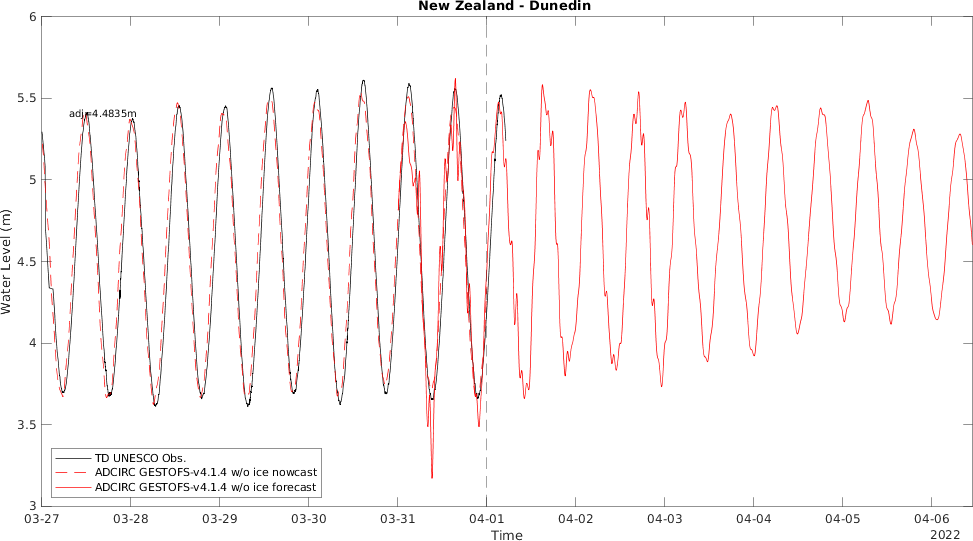 New Zealand - Dunedin
6
5.5
5
4.5
4
3.5
3
Water Level (m)
adj=4.4835m
TD UNESCO Obs.
ADCIRC GESTOFS-v4.1.4 w/o ice nowcast
ADCIRC GESTOFS-v4.1.4 w/o ice forecast
03-27 03-28 03-29 03-30 03-31 04-01 04-02 04-03 04-04 04-05 04-06
Time 2022